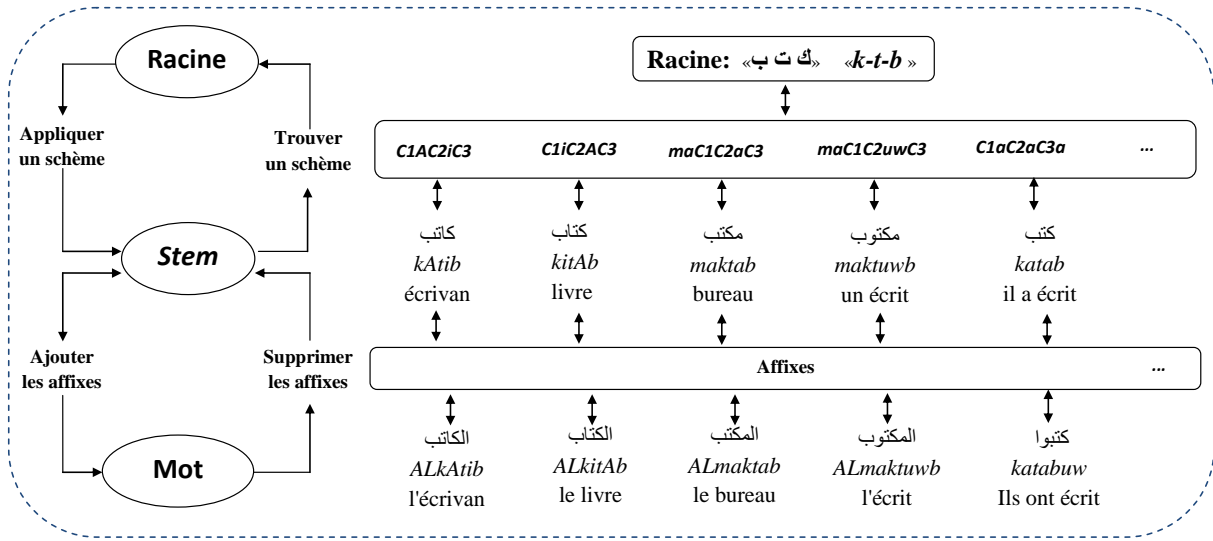 Racine
Appliquer
un schème
Trouver
un schème
Stem
Ajouter
les affixes
Supprimer
les affixes
Mot
Racine: «ك ت ب» «k-t-b »
C1AC2iC3 C1iC2AC3 maC1C2aC3 maC1C2uwC3 C1aC2aC3a ...
كاتب كتاب مكتب مكتوب كتب
kAtib kitAb maktab maktuwb katab
écrivan livre bureau un écrit il a écrit
Affixes ...
الكاتب الكتاب المكتب المكتوب كتبوا
ALkAtib ALkitAb ALmaktab ALmaktuwb katabuw
l'écrivan le livre le bureau l'écrit Ils ont écrit